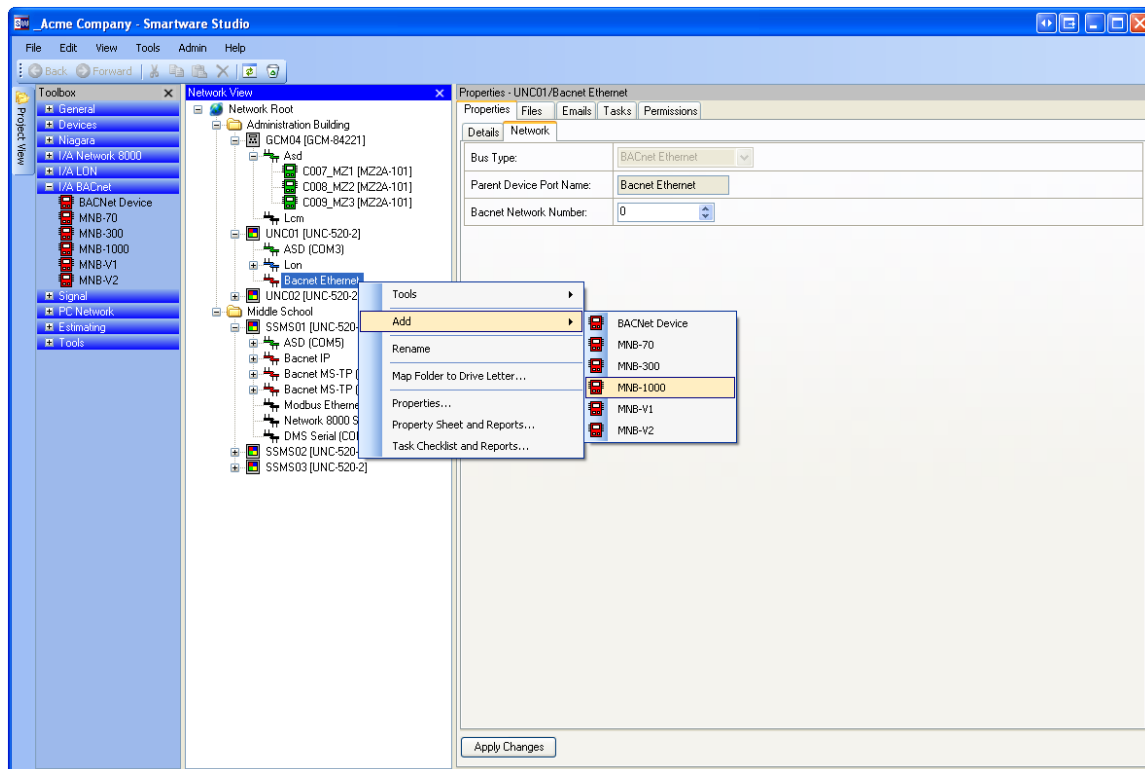 _Acme Company - Smartware Studio
File Edit View Tools Admin Help
Back Forward
Project View
Toolbox
General
Devices
Niagara
I/A Network 8000
I/A LON
I/A BACnet
BACNet Device
MNB-70
MNB-300
MNB-1000
MNB-V1
MNB-V2
Signal
PC Network
Estimating
Tools
Network View
Network Root
Administration Building
GCM04 [GCM-84221]
Asd
C007_MZ1 [MZ2A-101]
C008_MZ2 [MZ2A-101]
C009_MZ3 [MZ2A-101]
Lcm
UNC01 [UNC-520-2]
ASD (COM3)
Lon
Bacnet Ethernet
UNC02 [UNC-520-2
Middle School
SSMS01 [UNC-520-
ASD (COM5)
Bacnet IP
Bacnet MS-TP (
Bacnet MS-TP (
Modbus Etherne
Network 8000 S
DMS Serial (CO
SSMS02 [UNC-520-
SSMS03 [UNC-520-2]
Tools
Add
Rename
Map Folder to Drive Letter...
Properties...
Property Sheet and Reports...
Task Checklist and Reports...
BACNet Device
MNB-70
MNB-300
MNB-1000
MNB-V1
MNB-V2
Properties - UNC01/Bacnet Ethernet
Properties Files Emails Tasks Permissions
Details Network
Bus Type: BACnet Ethernet
Parent Device Port Name: Bacnet Ethernet
Bacnet Network Number: 0
Apply Changes